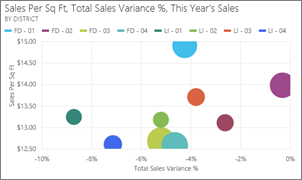 Sales Per Sq Ft, Total Sales Variance %, This Year's Sales
BY DISTRICT
FD - 01 FD - 02 FD - 03 FD - 04 LI - 01 LI - 02 LI - 03 LI - 04
$15.00
$14.50
$14.00
$13.50
$13.00
$12.50
Sales Per Sq Ft
-10% -8% -6% -4% -2% 0%
Total Sales Variance %